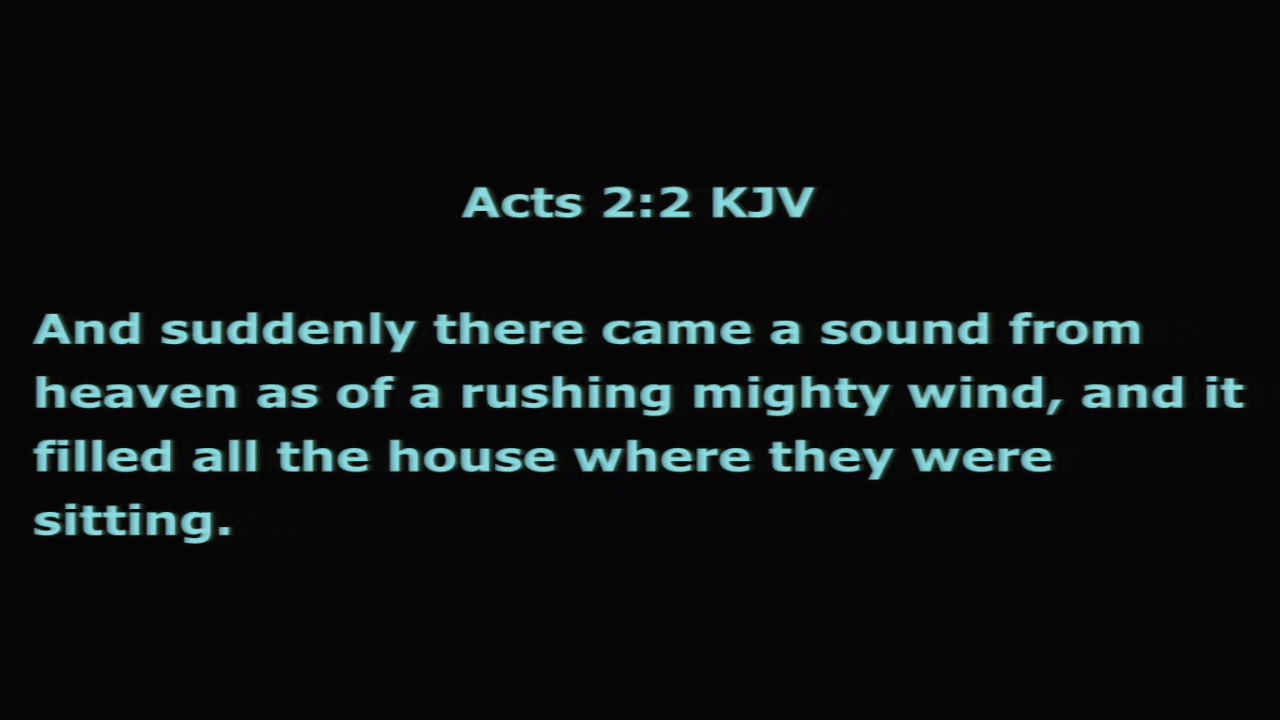 Acts 2:2 KJV
And suddenly there came a sound from
heaven as of a rushing mighty wind, and it
filled all the house where they were
sitting.